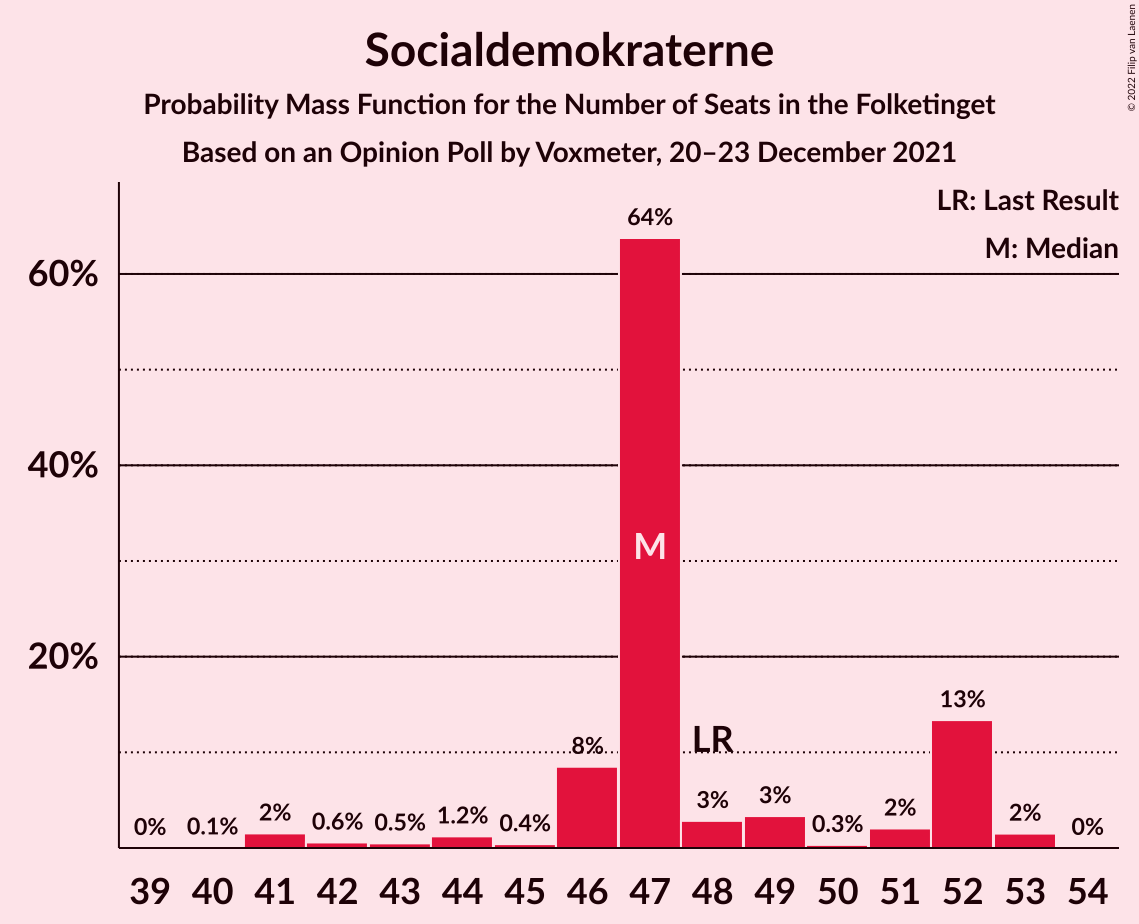 Socialdemokraterne
Probability Mass Function for the Number of Seats in the Folketinget
Based on an Opinion Poll by Voxmeter, 20–23 December 2021
© 2022 Filip van Laenen
LR: Last Result
M: Median
60%
40%
20%
0%
0.1%
2%
0.6%
0.5%
1.2%
0.4%
8%
64%
M
LR
3%
3%
0.3%
2%
13%
2%
0%
39 40 41 42 43 44 45 46 47 48 49 50 51 52 53 54